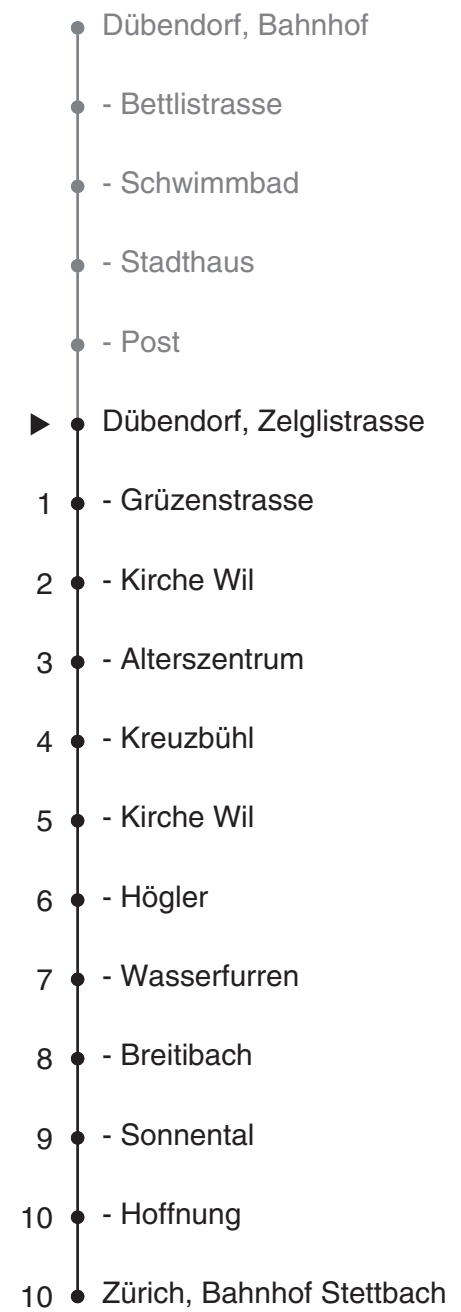 Dübendorf, Bahnhof
- Bettlistrasse
- Schwimmbad
- Stadthaus
- Post
Dübendorf, Zelglistrasse
1 - Grüzenstrasse
2 - Kirche Wil
3 - Alterszentrum
4 - Kreuzbühl
5 - Kirche Wil
6 - Högler
7 - Wasserfurren
8 - Breitibach
9 - Sonnental
10 - Hoffnung
10 Zürich, Bahnhof Stettbach